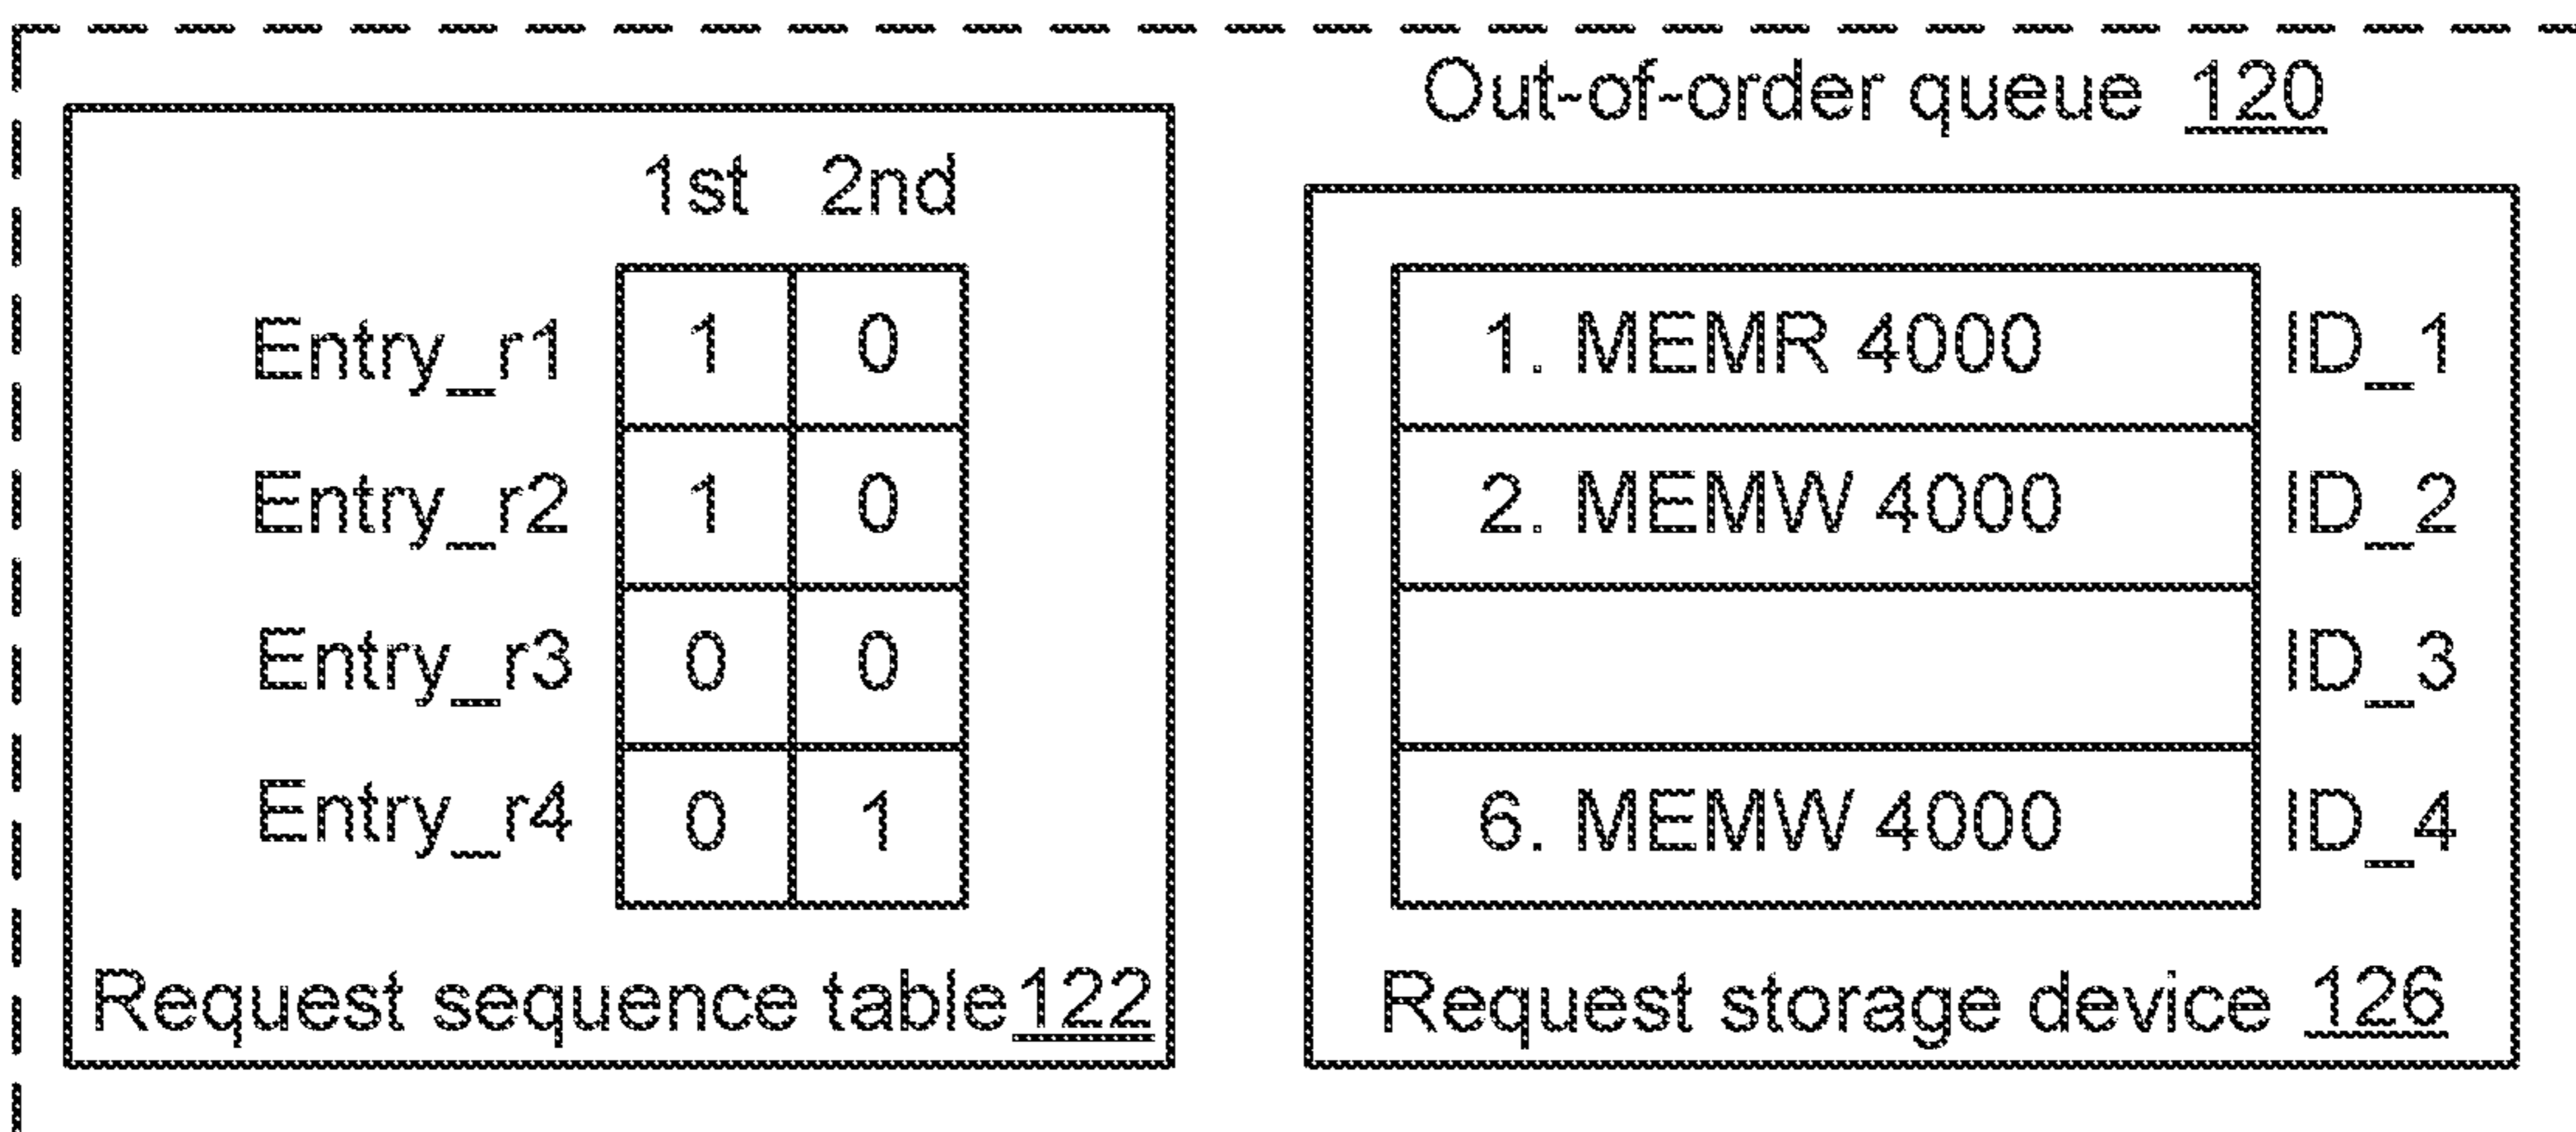 Out-of-order queue 120
1st 2nd
Entry_r1 1 0
Entry_r2 1 0
Entry_r3 0 0
Entry_r4 0 1
Request sequence table 122
1. MEMR 4000 ID_1
2. MEMW 4000 ID_2
ID_3
6. MEMW 4000 ID_4
Request storage device 126